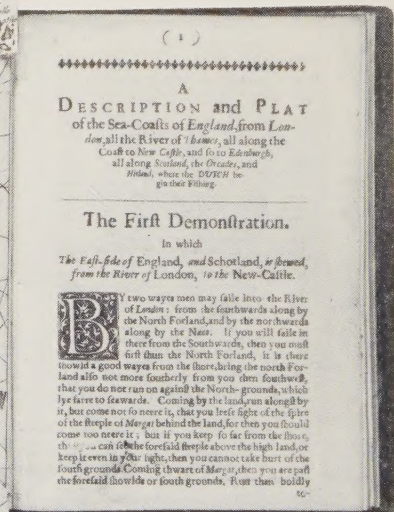 ( 1 )
A
DESCRIPTION and PLAT
of the Sea-Coaſts of England, from Lon-
don, all the River of Thames, all along the
Coaſt to New Caſtle, and ſo to Edenburgh,
all along Scotland, the Orcades, and
Hitland, where the DUTCH be-
gin their Fiſhing.
The Firſt Demonſtration.
In which
The Eaſt-ſide of England, and Schotland, is ſhewed,
from the River of London, to the New-Caſtle.
BY two wayes men may ſaile into the River
of London: from the ſouthwards along by
the North Forland, and by the northwards
along by the Nase. If you will ſaile in
there from the Southwards, then you muſt
firſt ſhun the North Forland, it is there
ſhowld a good wayes from the ſhore, bring the north For-
land alſo not more ſoutherly from you then ſouthweſt,
that you do not run on againſt the North-grounds, which
lye farre to ſeawards. Coming by the land, run alongſt by
it, but come not ſo neere it, that you leeſe ſight of the ſpire
of the ſteeple of Margat behind the land, for then you ſhould
come too neere it; but if you keep ſo far from the ſhore,
can ſee the foreſaid ſteeple above the high land, or
keep it even in your ſight, then you cannot take hurt of the
ſouth grounds. Coming thwart of Margat, then you are paſt
the foreſaid ſhowlds or ſouth grounds, Run than boldly
to-